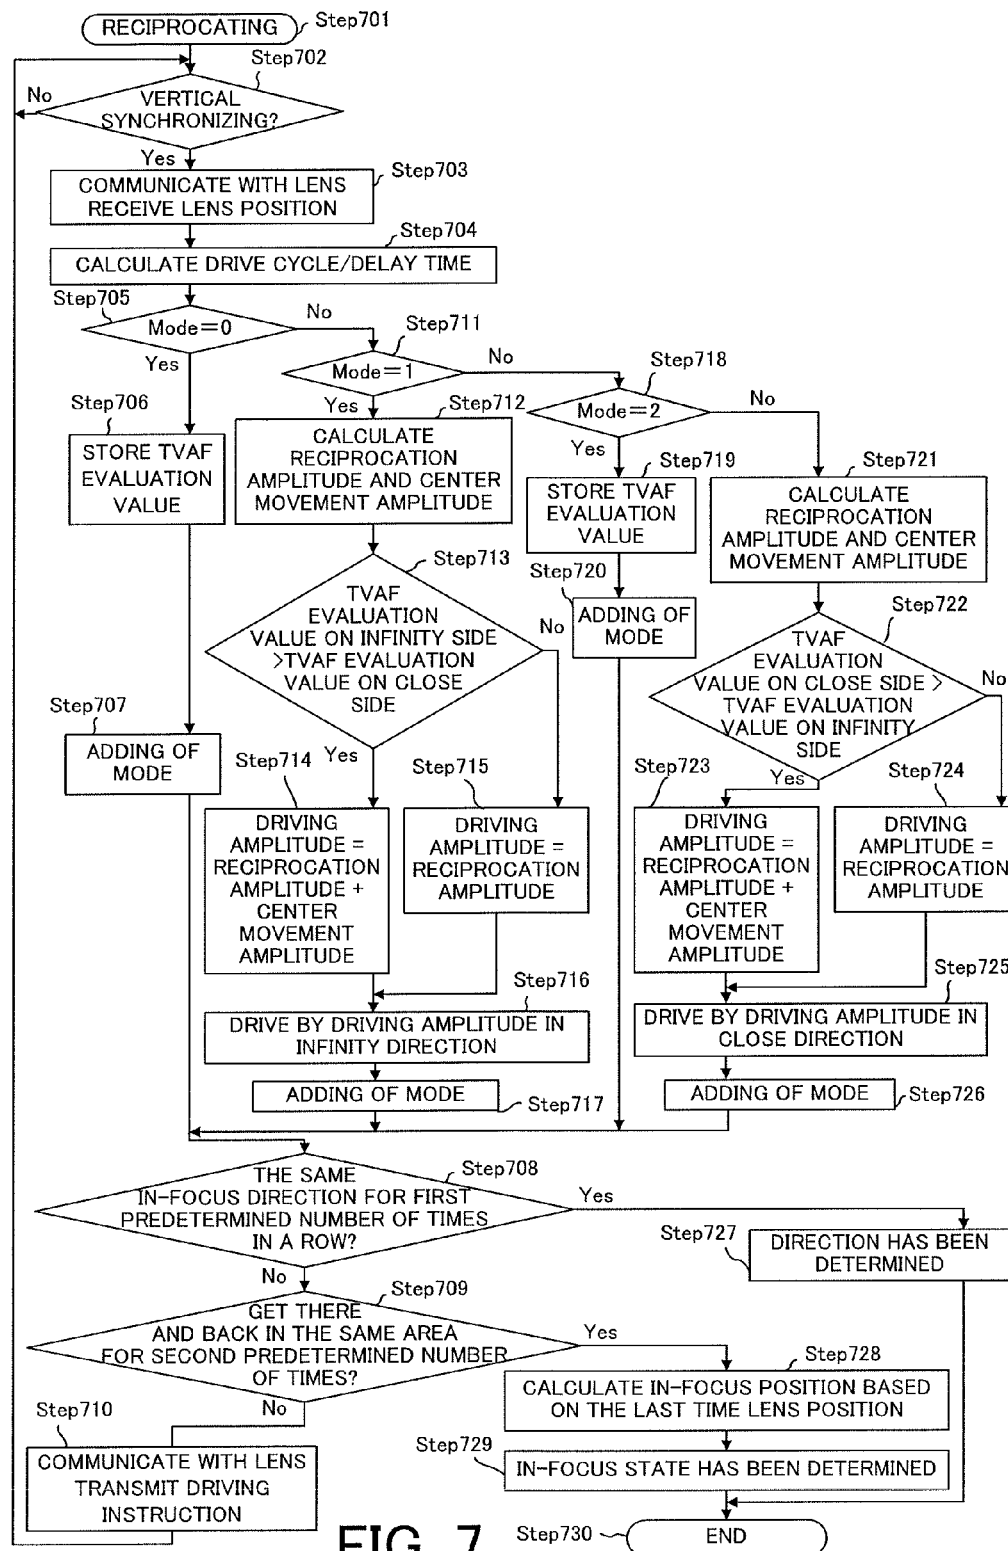 RECIPROCATING
Step701
Step702
No
VERTICAL
SYNCHRONIZING?
Yes
Step703
COMMUNICATE WITH LENS
RECEIVE LENS POSITION
Step704
CALCULATE DRIVE CYCLE/DELAY TIME
Step705
Mode=0
No
Yes
Step711
Mode=1
No
Yes
Step718
Mode=2
No
Yes
Step706
STORE TVAF
EVALUATION
VALUE
Step712
CALCULATE
RECIPROCATION
AMPLITUDE AND CENTER
MOVEMENT AMPLITUDE
Step719
STORE TVAF
EVALUATION
VALUE
Step721
CALCULATE
RECIPROCATION
AMPLITUDE AND CENTER
MOVEMENT AMPLITUDE
Step713
TVAF
EVALUATION
VALUE ON INFINITY SIDE
>TVAF EVALUATION
VALUE ON CLOSE
SIDE
No
Yes
Step720
ADDING OF
MODE
Step722
TVAF
EVALUATION
VALUE ON CLOSE SIDE >
TVAF EVALUATION
VALUE ON INFINITY
SIDE
No
Yes
Step707
ADDING OF
MODE
Step714
DRIVING
AMPLITUDE =
RECIPROCATION
AMPLITUDE +
CENTER
MOVEMENT
AMPLITUDE
Step715
DRIVING
AMPLITUDE =
RECIPROCATION
AMPLITUDE
Step723
DRIVING
AMPLITUDE =
RECIPROCATION
AMPLITUDE +
CENTER
MOVEMENT
AMPLITUDE
Step724
DRIVING
AMPLITUDE =
RECIPROCATION
AMPLITUDE
Step716
DRIVE BY DRIVING AMPLITUDE IN
INFINITY DIRECTION
Step725
DRIVE BY DRIVING AMPLITUDE IN
CLOSE DIRECTION
ADDING OF MODE
Step717
ADDING OF MODE
Step726
Step708
THE SAME
IN-FOCUS DIRECTION FOR FIRST
PREDETERMINED NUMBER OF TIMES
IN A ROW?
Yes
No
Step727
DIRECTION HAS BEEN
DETERMINED
Step709
GET THERE
AND BACK IN THE SAME AREA
FOR SECOND PREDETERMINED NUMBER
OF TIMES?
Yes
No
Step728
CALCULATE IN-FOCUS POSITION BASED
ON THE LAST TIME LENS POSITION
Step710
COMMUNICATE WITH LENS
TRANSMIT DRIVING
INSTRUCTION
Step729
IN-FOCUS STATE HAS BEEN DETERMINED
Step730
END
FIG. 7